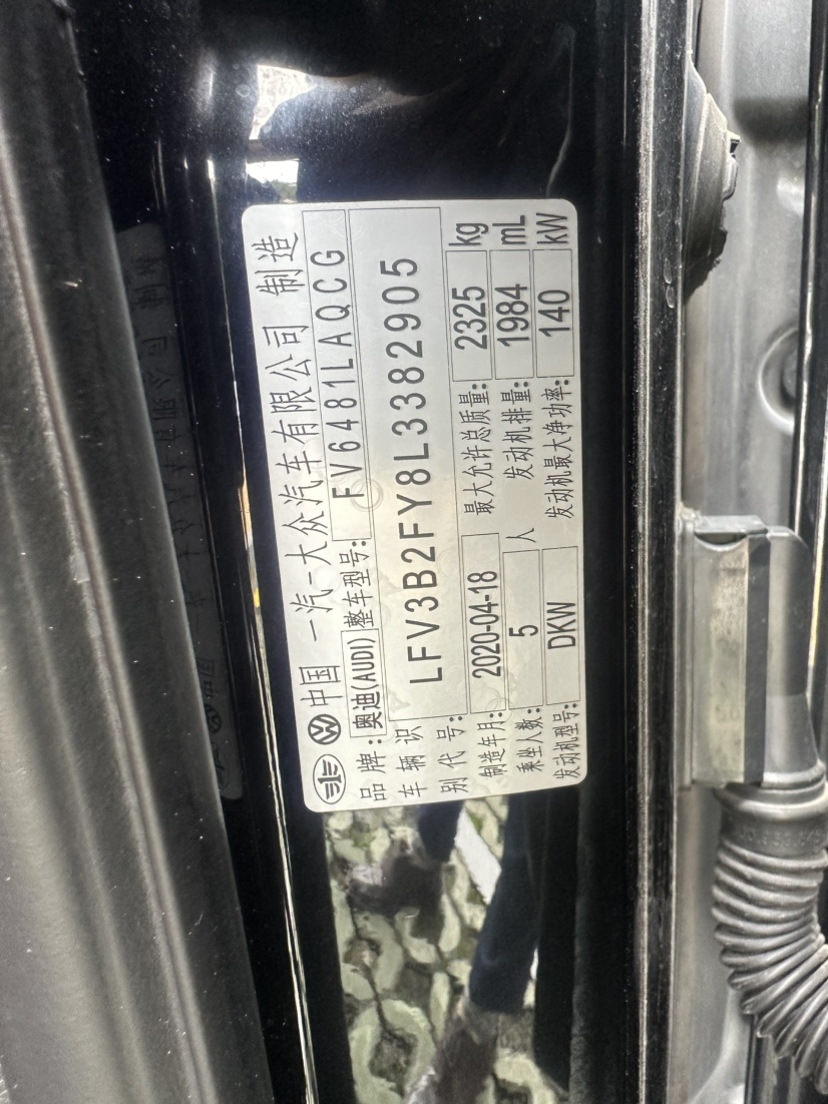 中国 一汽-大众汽车有限公司 制造
品牌: 奥迪(AUDI) 整车型号: FV6481LAQCG
车辆识别代号: LFV3B2FY8L3382905
制造年月: 2020-04-18 最大允许总质量: 2325 kg
乘坐人数: 5 人 发动机排量: 1984 mL
发动机型号: DKW 发动机最大净功率: 140 kW